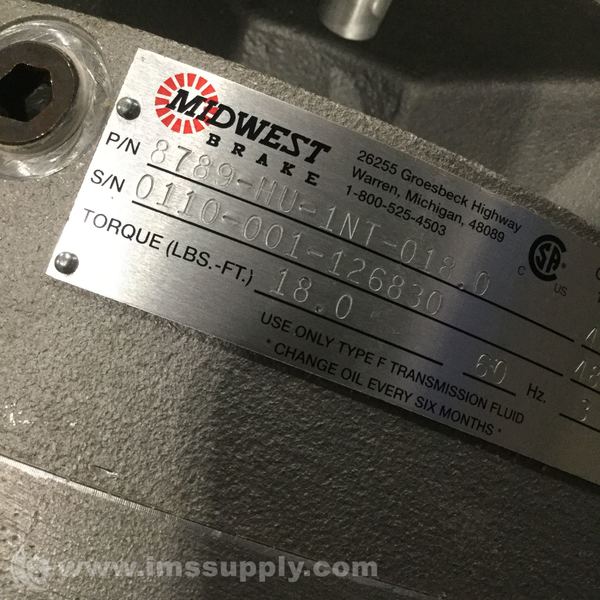 MIDWEST
BRAKE
26255 Groesbeck Highway
Warren, Michigan, 48089
1-800-525-4503
P/N 8789-HU-1NT-018.0
S/N 0110-001-126830
TORQUE (LBS.-FT.) 18.0
60 Hz.
USE ONLY TYPE F TRANSMISSION FLUID
* CHANGE OIL EVERY SIX MONTHS *
C SA US
© www.imssupply.com